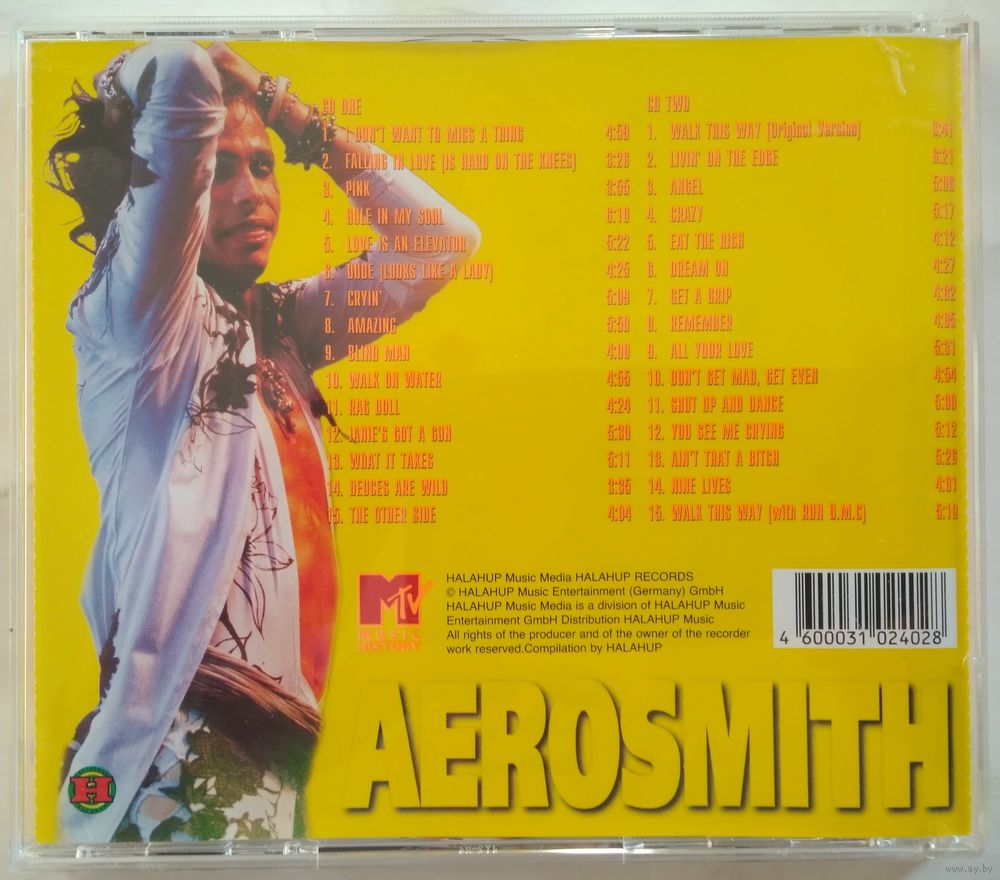 CD ONE
1. I DON'T WANT TO MISS A THING 4:59
2. FALLING IN LOVE (IS HARD ON THE KNEES) 3:26
3. PINK 3:55
4. HOLE IN MY SOUL 6:10
5. LOVE IS AN ELEVATOR 5:22
6. DUDE (LOOKS LIKE A LADY) 4:25
7. CRYIN' 5:09
8. AMAZING 5:58
9. BLIND MAN 4:00
10. WALK ON WATER 4:55
11. RAG DOLL 4:24
12. JANIE'S GOT A GUN 5:30
13. WHAT IT TAKES 5:11
14. DEUCES ARE WILD 3:35
15. THE OTHER SIDE 4:04
CD TWO
1. WALK THIS WAY (Original Version) 3:41
2. LIVIN' ON THE EDGE 6:21
3. ANGEL 5:06
4. CRAZY 5:17
5. EAT THE RICH 4:12
6. DREAM ON 4:27
7. GET A GRIP 4:02
8. REMEMBER 4:05
9. ALL YOUR LOVE 5:31
10. DON'T GET MAD, GET EVEN 4:54
11. SHUT UP AND DANCE 5:00
12. YOU SEE ME CRYING 5:12
13. AIN'T THAT A BITCH 5:26
14. NINE LIVES 4:01
15. WALK THIS WAY (with RUN D.M.C) 5:10
MTV
MUSIC
HISTORY
HALAHUP Music Media HALAHUP RECORDS
© HALAHUP Music Entertainment (Germany) GmbH
HALAHUP Music Media is a division of HALAHUP Music
Entertainment GmbH Distribution HALAHUP Music
All rights of the producer and of the owner of the recorder
work reserved.Compilation by HALAHUP
4 600031 024028
AEROSMITH
H
www.ay.by